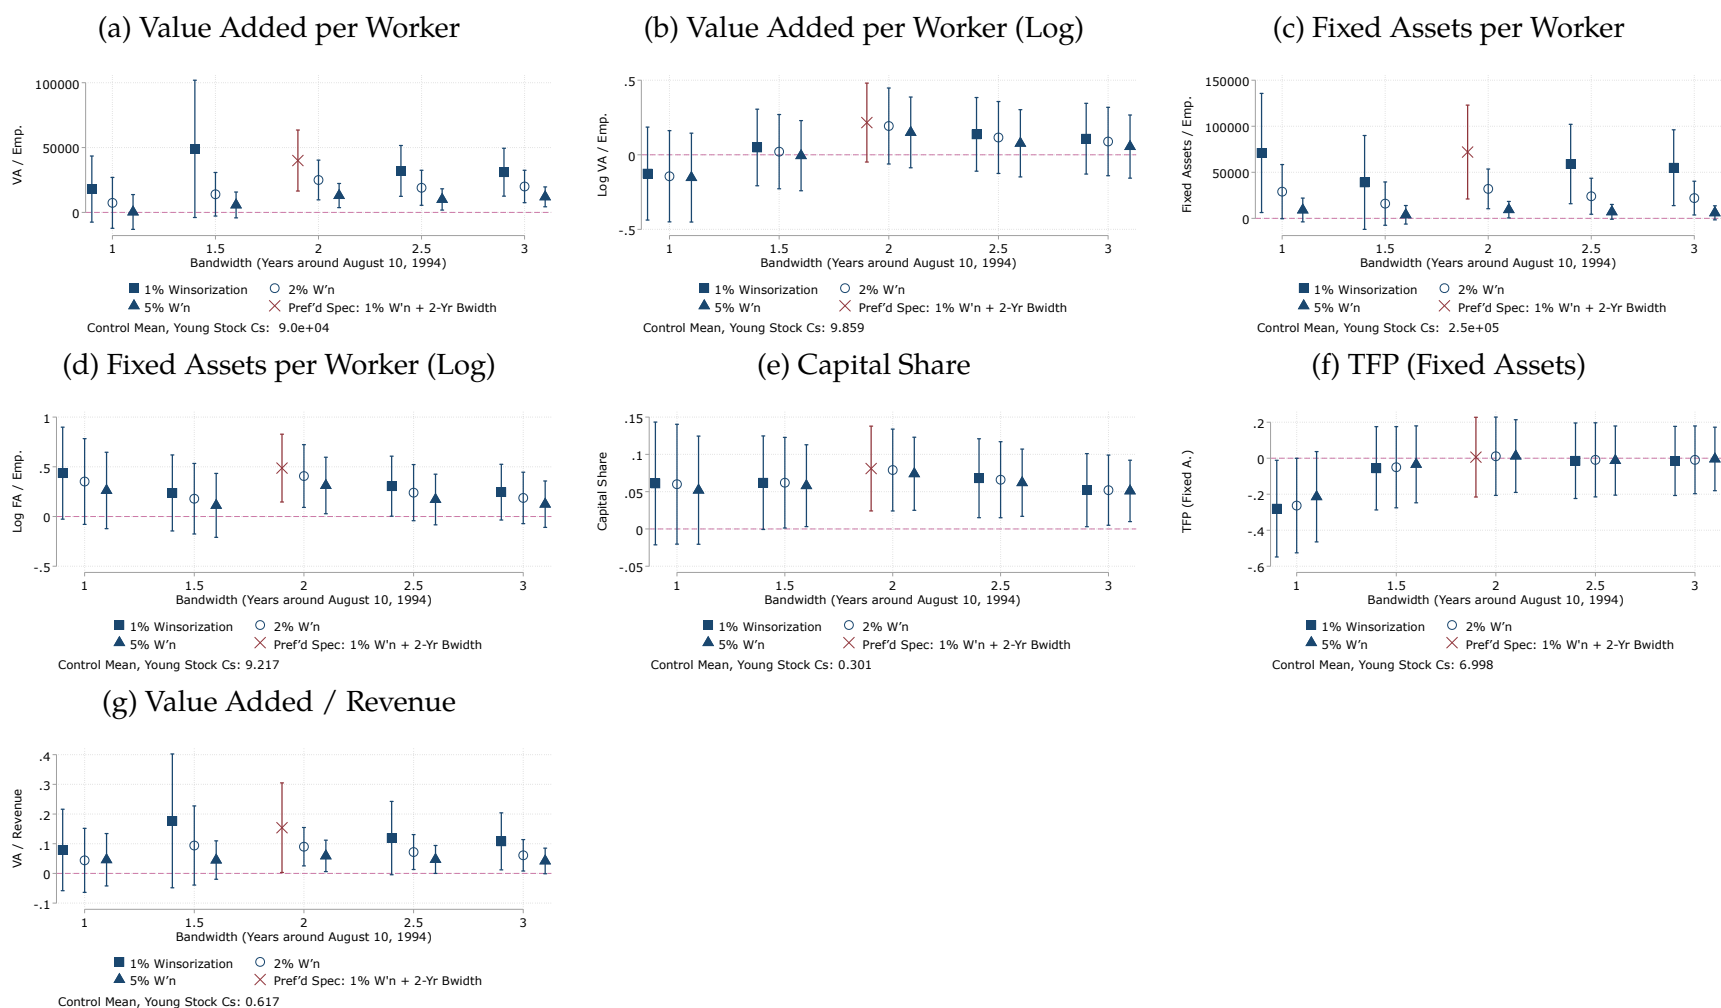 (a) Value Added per Worker
100000
50000
0
VA / Emp.
1 1.5 2 2.5 3
Bandwidth (Years around August 10, 1994)
1% Winsorization 2% W'n
5% W'n Pref'd Spec: 1% W'n + 2-Yr Bwidth
Control Mean, Young Stock Cs: 9.0e+04
(b) Value Added per Worker (Log)
.5
0
-.5
Log VA / Emp.
1 1.5 2 2.5 3
Bandwidth (Years around August 10, 1994)
1% Winsorization 2% W'n
5% W'n Pref'd Spec: 1% W'n + 2-Yr Bwidth
Control Mean, Young Stock Cs: 9.859
(c) Fixed Assets per Worker
150000
100000
50000
0
Fixed Assets / Emp.
1 1.5 2 2.5 3
Bandwidth (Years around August 10, 1994)
1% Winsorization 2% W'n
5% W'n Pref'd Spec: 1% W'n + 2-Yr Bwidth
Control Mean, Young Stock Cs: 2.5e+05
(d) Fixed Assets per Worker (Log)
1
.5
0
-.5
Log FA / Emp.
1 1.5 2 2.5 3
Bandwidth (Years around August 10, 1994)
1% Winsorization 2% W'n
5% W'n Pref'd Spec: 1% W'n + 2-Yr Bwidth
Control Mean, Young Stock Cs: 9.217
(e) Capital Share
.15
.1
.05
0
-.05
Capital Share
1 1.5 2 2.5 3
Bandwidth (Years around August 10, 1994)
1% Winsorization 2% W'n
5% W'n Pref'd Spec: 1% W'n + 2-Yr Bwidth
Control Mean, Young Stock Cs: 0.301
(f) TFP (Fixed Assets)
.2
0
-.2
-.4
-.6
TFP (Fixed A.)
1 1.5 2 2.5 3
Bandwidth (Years around August 10, 1994)
1% Winsorization 2% W'n
5% W'n Pref'd Spec: 1% W'n + 2-Yr Bwidth
Control Mean, Young Stock Cs: 6.998
(g) Value Added / Revenue
.4
.3
.2
.1
0
-.1
VA / Revenue
1 1.5 2 2.5 3
Bandwidth (Years around August 10, 1994)
1% Winsorization 2% W'n
5% W'n Pref'd Spec: 1% W'n + 2-Yr Bwidth
Control Mean, Young Stock Cs: 0.617